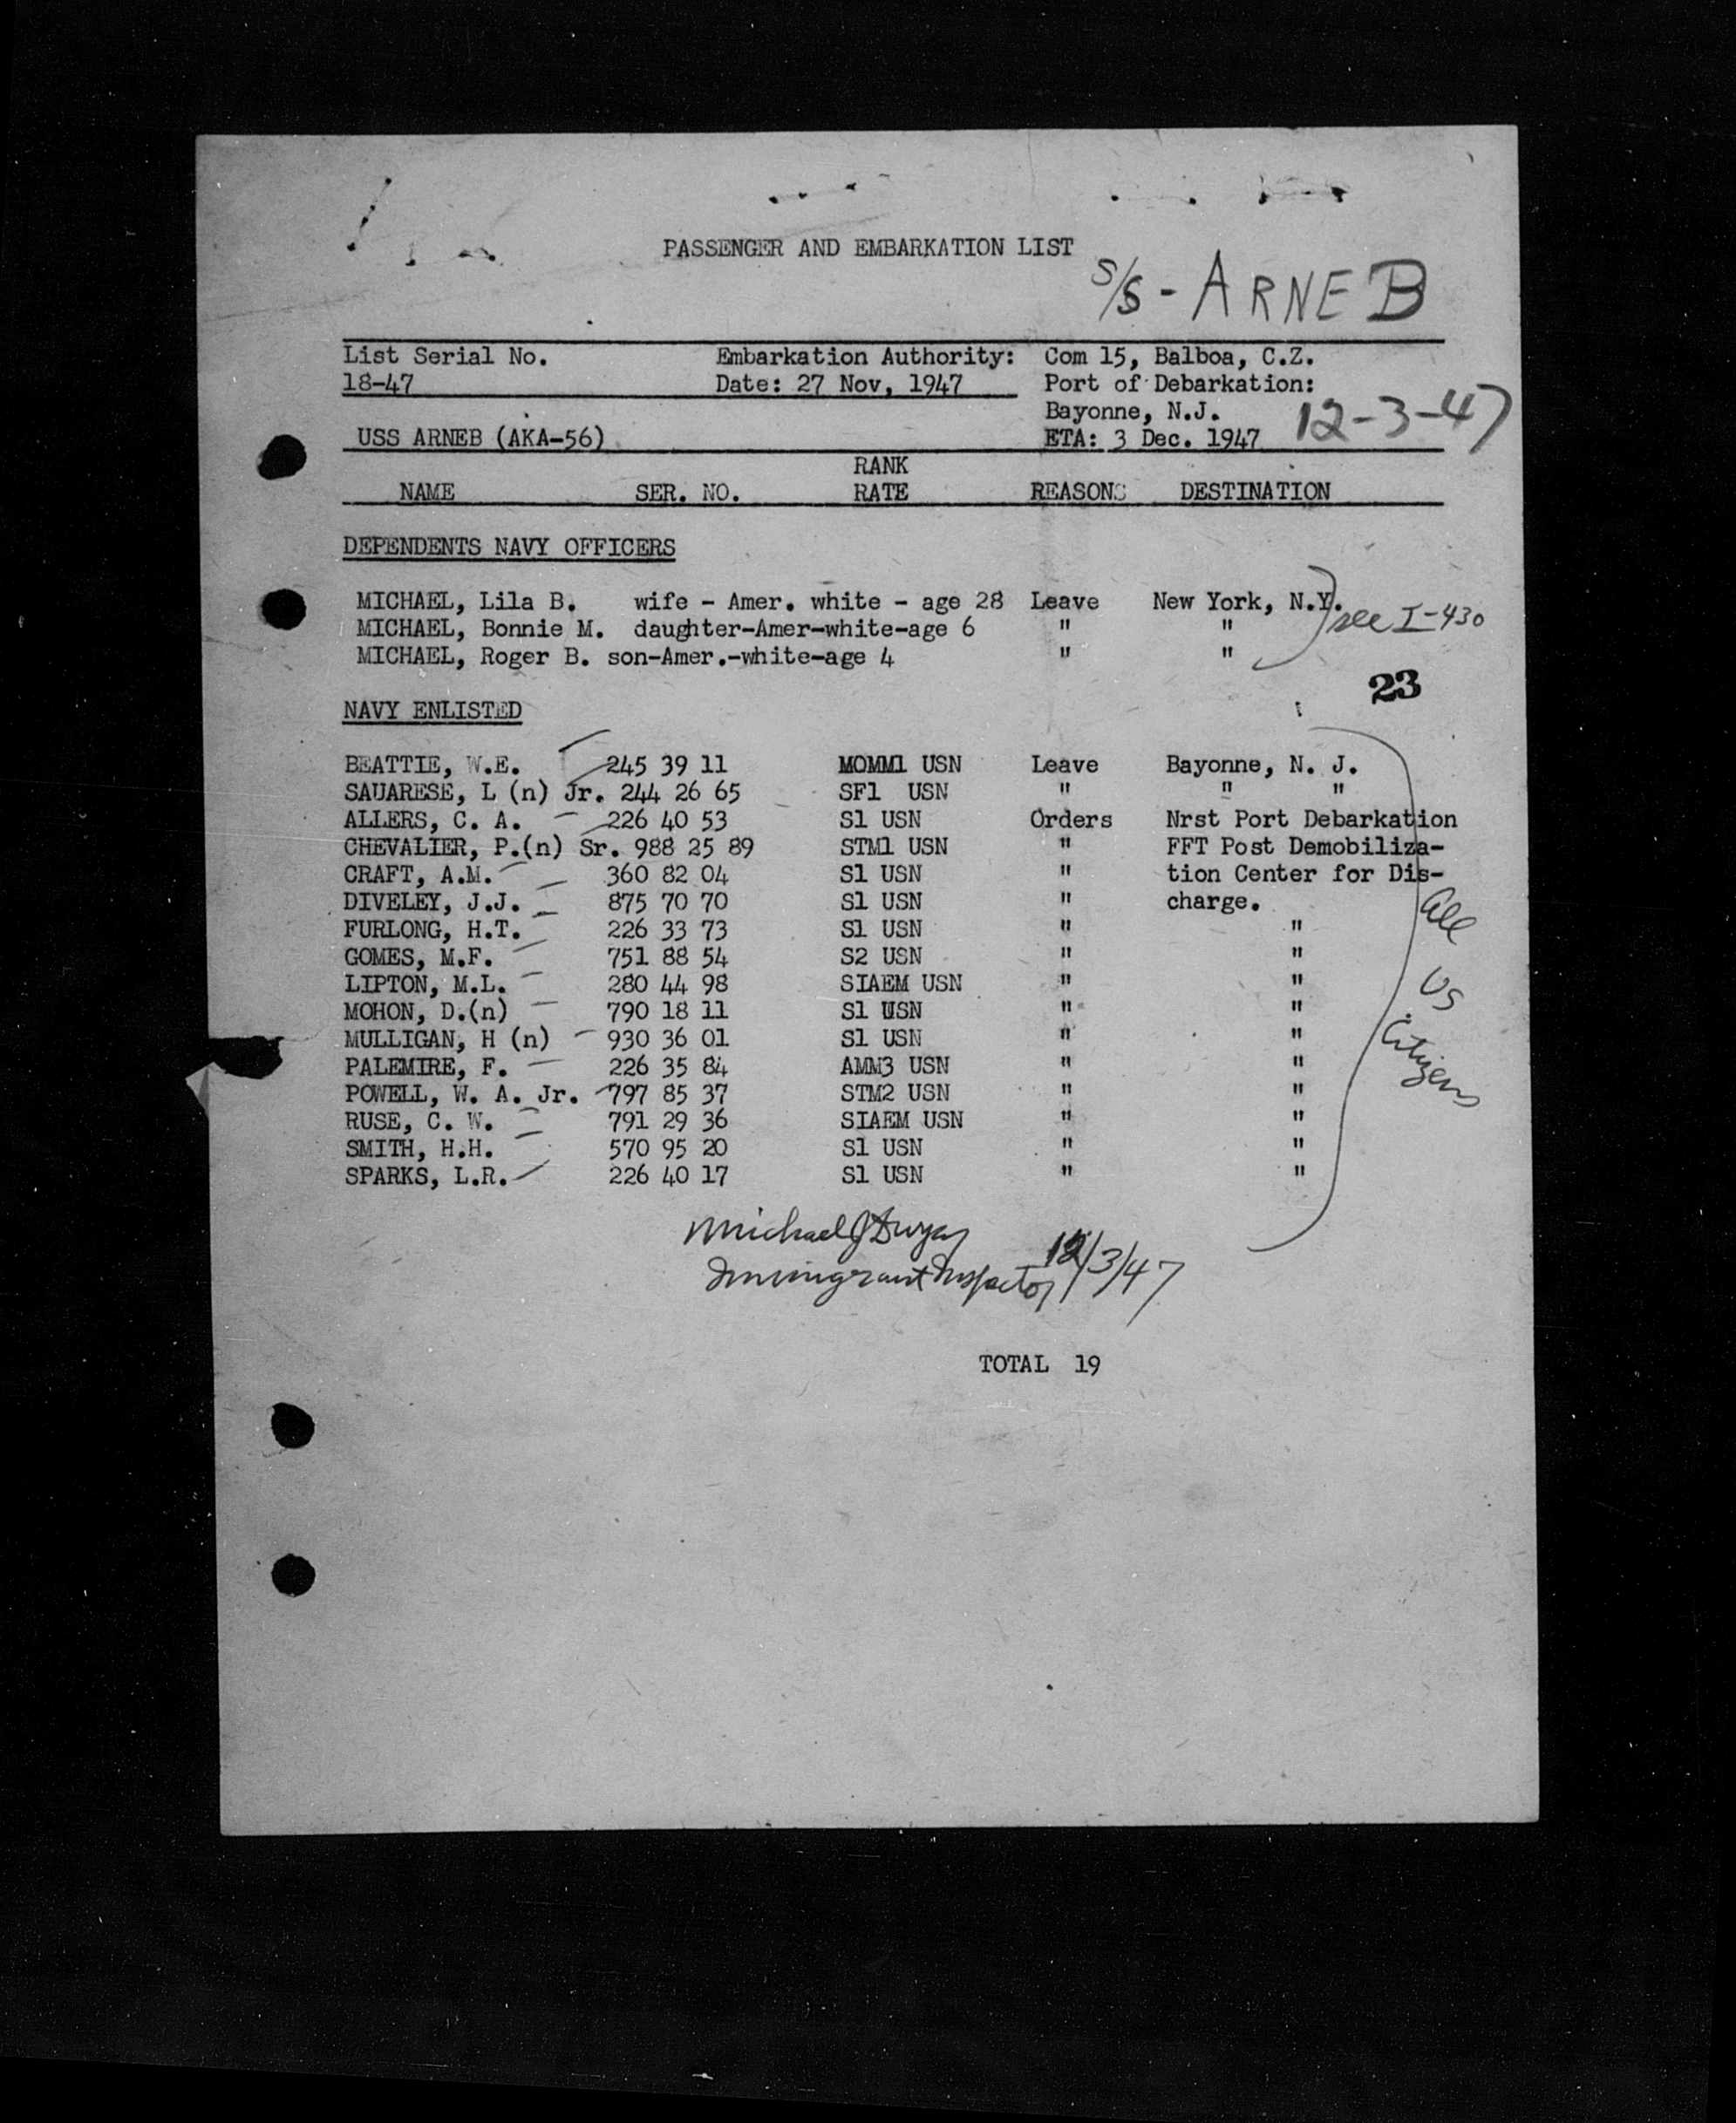 PASSENGER AND EMBARKATION LIST
S/S - ARNEB
List Serial No. Embarkation Authority: Com 15, Balboa, C.Z.
18-47 Date: 27 Nov, 1947 Port of Debarkation:
Bayonne, N.J. 12-3-47
USS ARNEB (AKA-56) ETA: 3 Dec. 1947
RANK
NAME SER. NO. RATE REASONS DESTINATION
DEPENDENTS NAVY OFFICERS
MICHAEL, Lila B. wife - Amer. white - age 28 Leave New York, N.Y.
MICHAEL, Bonnie M. daughter-Amer-white-age 6 " " see I-430
MICHAEL, Roger B. son-Amer.-white-age 4 " "
23
NAVY ENLISTED
BEATTIE, W.E. 245 39 11 MOMM1 USN Leave Bayonne, N. J.
SAUARESE, L (n) Jr. 244 26 65 SF1 USN " " "
ALLERS, C. A. 226 40 53 S1 USN Orders Nrst Port Debarkation
CHEVALIER, P.(n) Sr. 988 25 89 STM1 USN " FFT Post Demobiliza-
CRAFT, A.M. 360 82 04 S1 USN " tion Center for Dis-
DIVELEY, J.J. 875 70 70 S1 USN " charge.
FURLONG, H.T. 226 33 73 S1 USN " "
GOMES, M.F. 751 88 54 S2 USN " "
LIPTON, M.L. 280 44 98 SIAEM USN " "
MOHON, D.(n) 790 18 11 S1 USN " "
MULLIGAN, H (n) 930 36 01 S1 USN " "
PALEMIRE, F. 226 35 84 AMM3 USN " "
POWELL, W. A. Jr. 797 85 37 STM2 USN " "
RUSE, C. W. 791 29 36 SIAEM USN " "
SMITH, H.H. 570 95 20 S1 USN " "
SPARKS, L.R. 226 40 17 S1 USN " "
All
US
Citizens
Michael J Dwyer
Immigrant Inspector 12/3/47
TOTAL 19